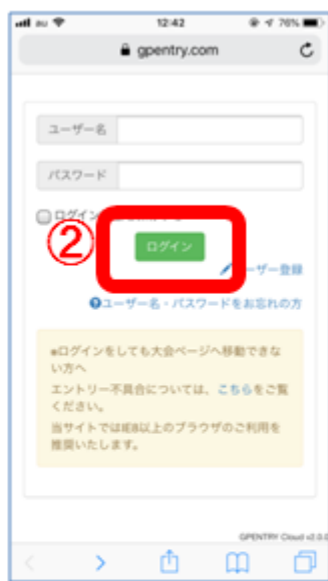 au 12:42 76%
gpentry.com
ユーザー名
パスワード
ログイン
② ログイン
ーザー登録
ユーザー名・パスワードをお忘れの方
※ログインをしても大会ページへ移動できな
い方へ
エントリー不具合については、こちらをご覧
ください。
当サイトではIE8以上のブラウザのご利用を
推奨いたします。
GPENTRY Cloud v2.0.0